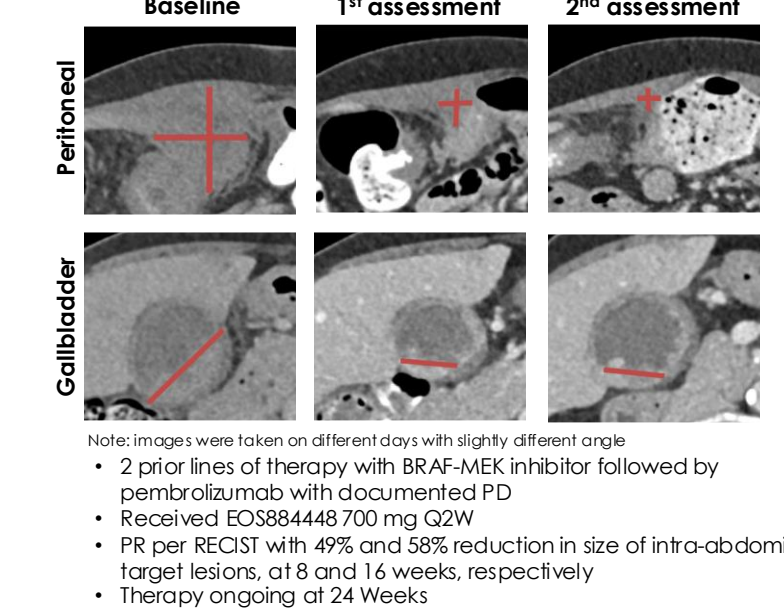 Baseline 1st assessment 2nd assessment
Peritoneal
Gallbladder
Note: images were taken on different days with slightly different angle
• 2 prior lines of therapy with BRAF-MEK inhibitor followed by
pembrolizumab with documented PD
• Received EOS884448 700 mg Q2W
• PR per RECIST with 49% and 58% reduction in size of intra-abdomi
target lesions, at 8 and 16 weeks, respectively
• Therapy ongoing at 24 Weeks